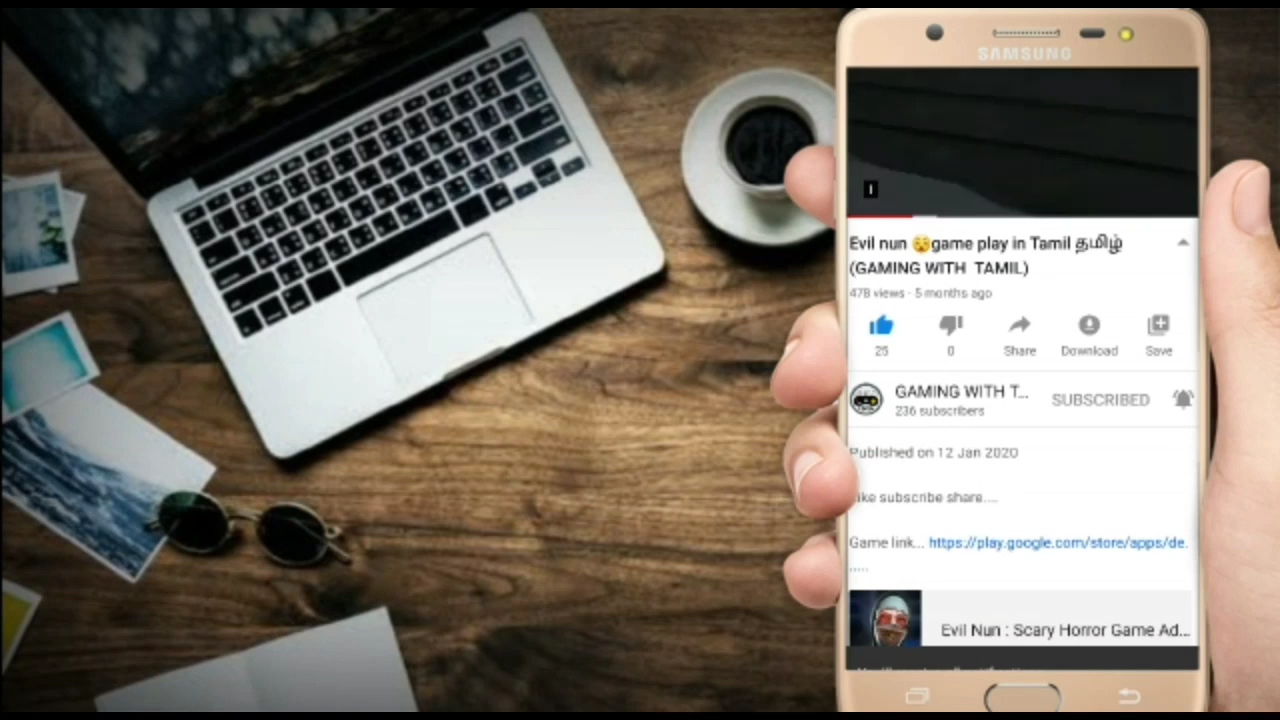 SAMSUNG
Evil nun 😵game play in Tamil தமிழ்
(GAMING WITH TAMIL)
478 views · 5 months ago
25
0
Share
Download
Save
GAMING WITH T...
SUBSCRIBED
236 subscribers
Published on 12 Jan 2020
ike subscribe share....
Game link... https://play.google.com/store/apps/de.
.....
Evil Nun : Scary Horror Game Ad...